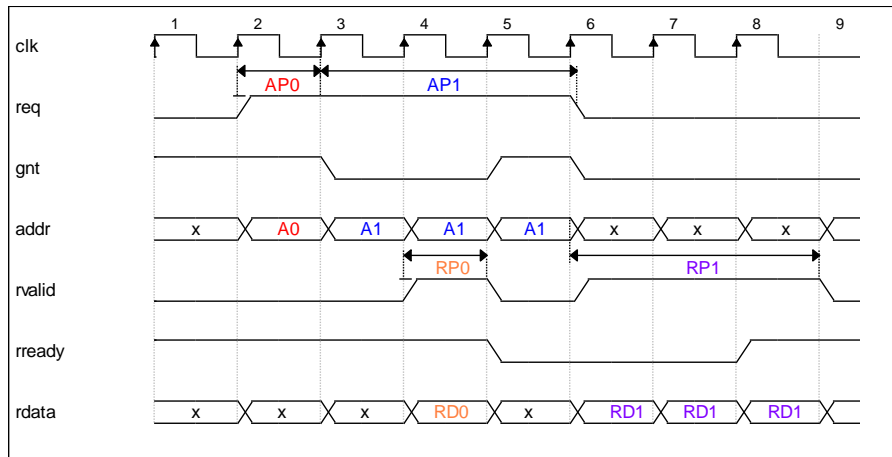 1 2 3 4 5 6 7 8 9
clk
AP0 AP1
req
gnt
addr x A0 A1 A1 A1 x x x
RP0 RP1
rvalid
rready
rdata x x x RD0 x RD1 RD1 RD1